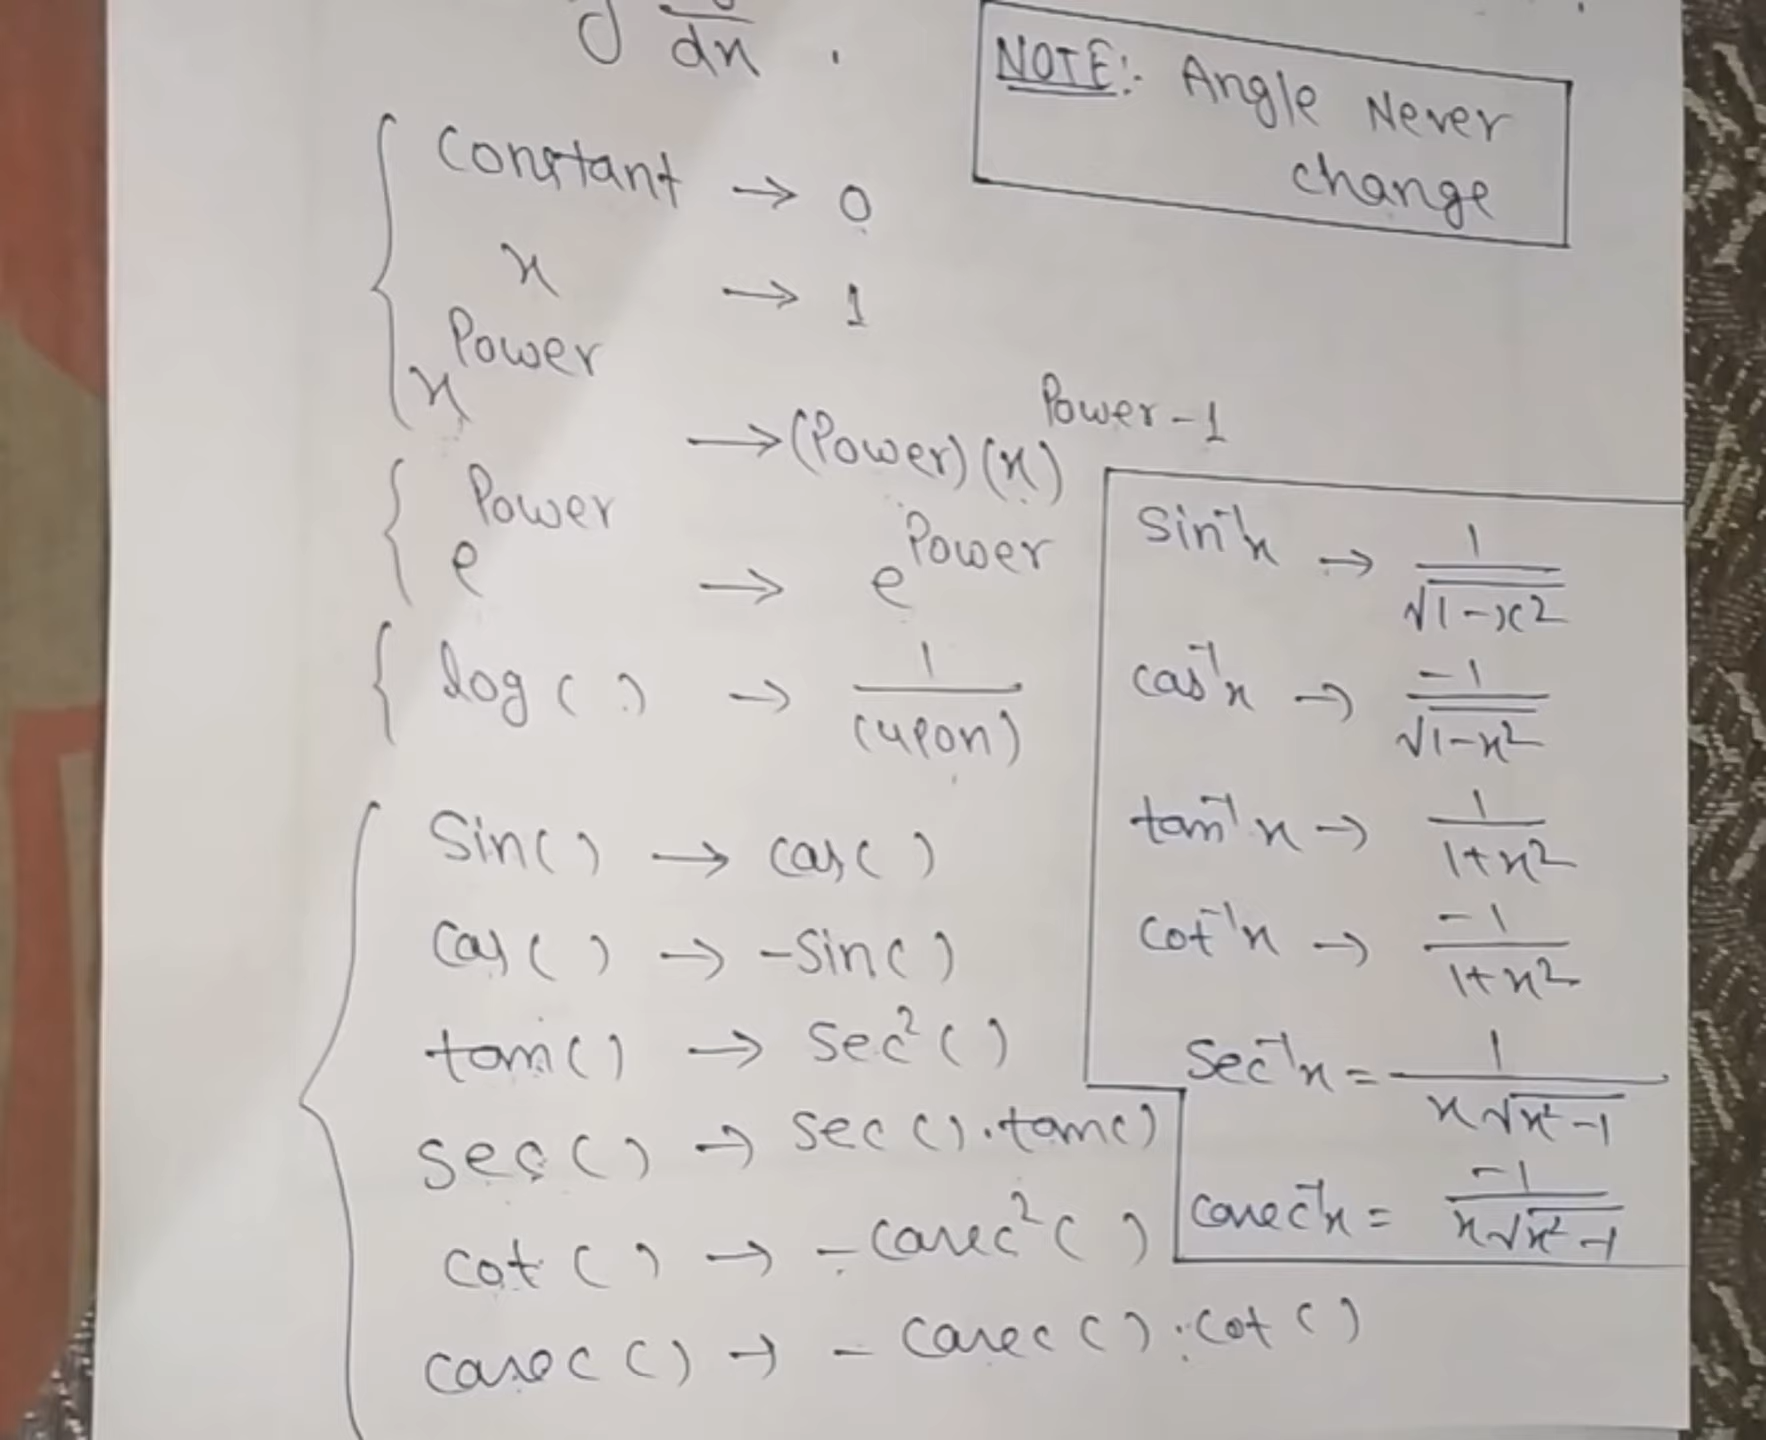 dx
NOTE:- Angle Never
change
Constant → 0
x → 1
x^Power → (Power) (x)^Power-1
e^Power → e^Power
log ( ) → 1/(upon)
Sin( ) → cos( )
Cos( ) → -Sin( )
tan( ) → Sec²( )
Sec( ) → Sec( ).tan( )
Cot( ) → -Cosec²( )
Cosec( ) → - Cosec( ).Cot( )
Sin⁻¹x → 1/√1-x²
Cos⁻¹x → -1/√1-x²
tan⁻¹x → 1/1+x²
Cot⁻¹x → -1/1+x²
Sec⁻¹x = 1/x√x²-1
Cosec⁻¹x = -1/x√x²-1